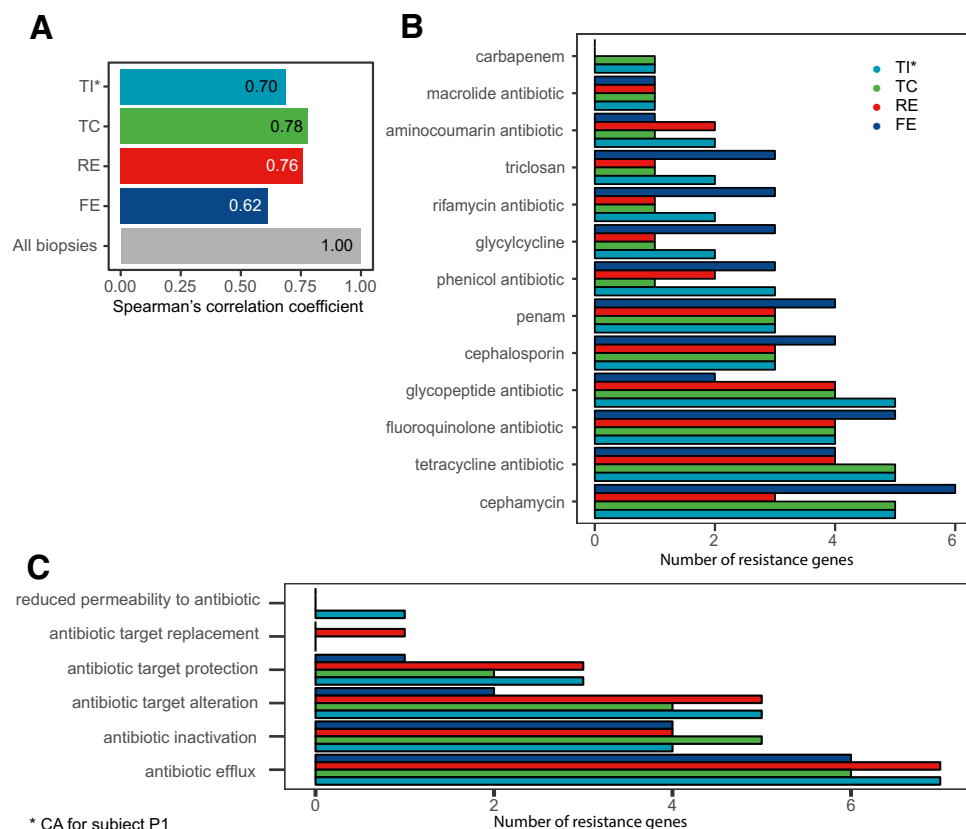 A
TI*
0.70
TC
0.78
RE
0.76
FE
0.62
All biopsies
1.00
0.00 0.25 0.50 0.75 1.00
Spearman's correlation coefficient
B
carbapenem
macrolide antibiotic
aminocoumarin antibiotic
triclosan
rifamycin antibiotic
glycylcycline
phenicol antibiotic
penam
cephalosporin
glycopeptide antibiotic
fluoroquinolone antibiotic
tetracycline antibiotic
cephamycin
TI*
TC
RE
FE
0 2 4 6
Number of resistance genes
C
reduced permeability to antibiotic
antibiotic target replacement
antibiotic target protection
antibiotic target alteration
antibiotic inactivation
antibiotic efflux
0 2 4 6
Number of resistance genes
* CA for subject P1